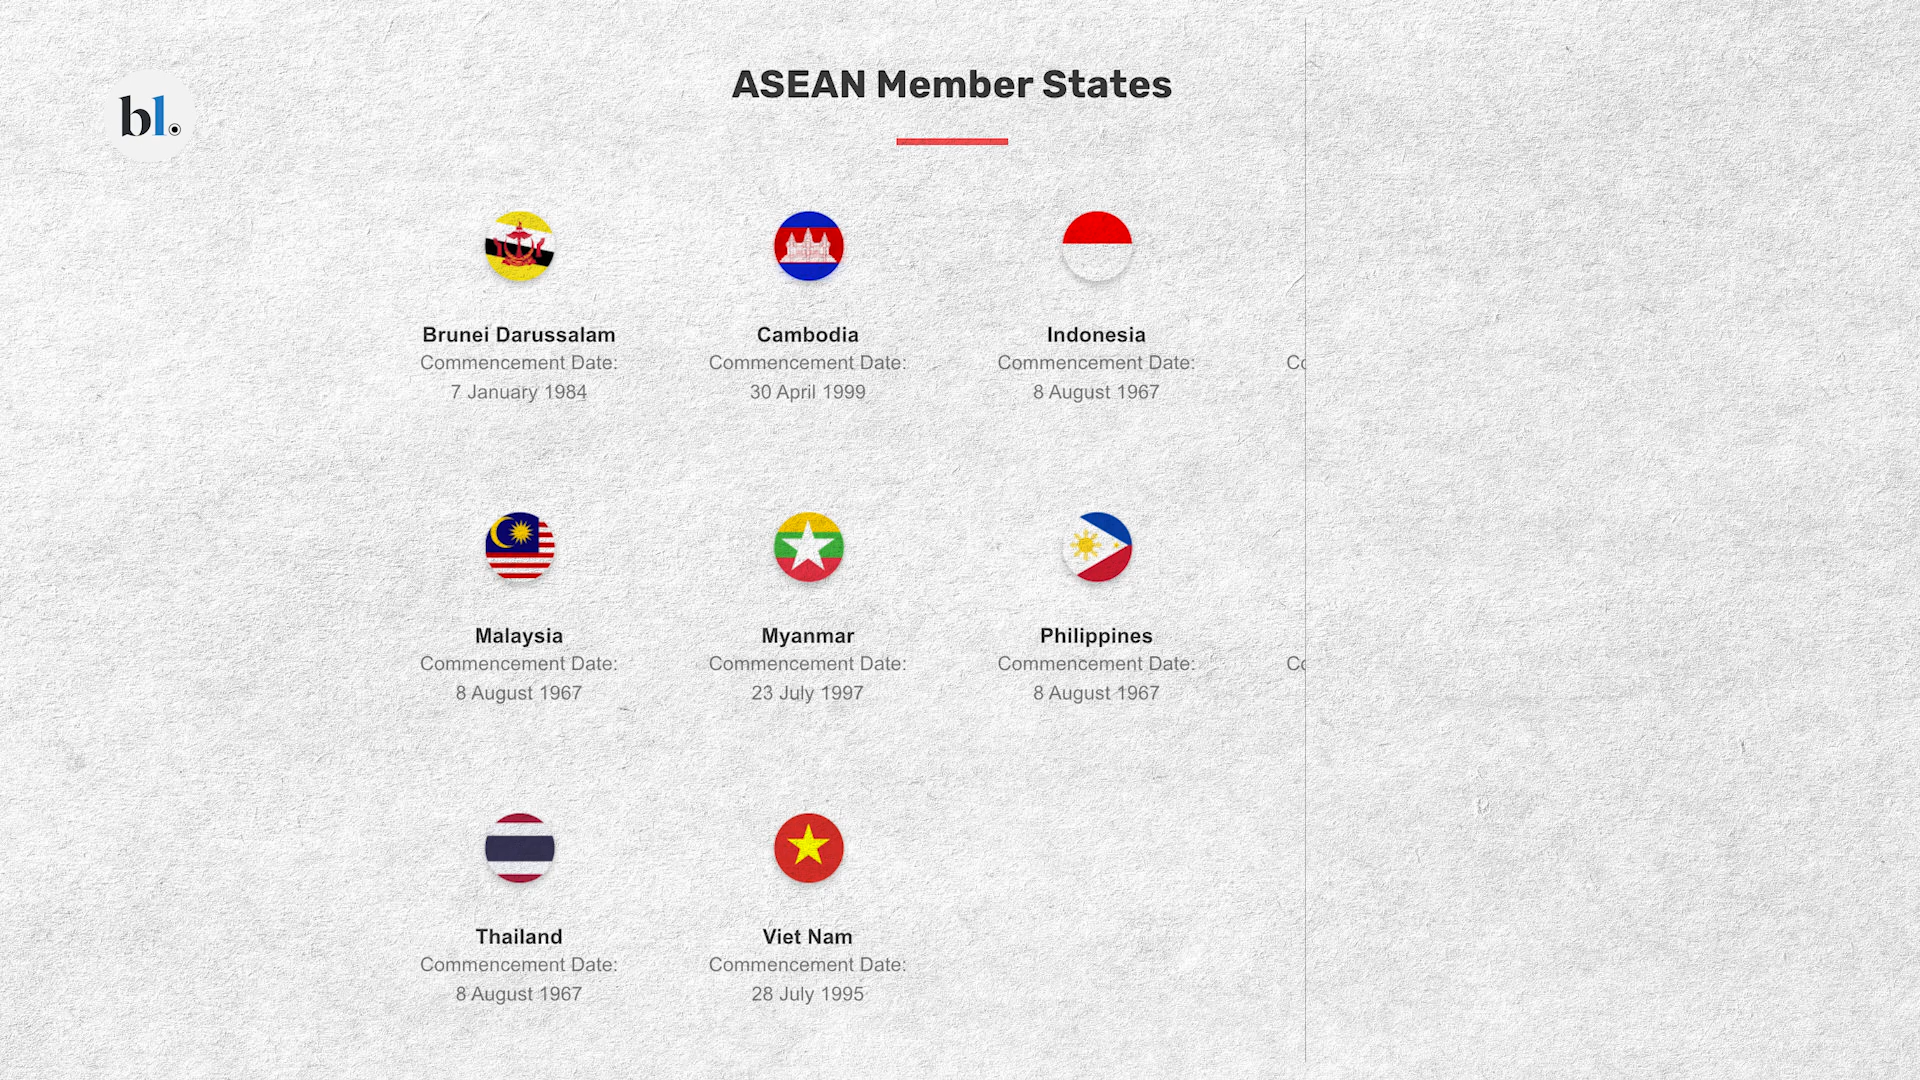 bl.
ASEAN Member States
Brunei Darussalam
Commencement Date:
7 January 1984
Cambodia
Commencement Date:
30 April 1999
Indonesia
Commencement Date:
8 August 1967
Malaysia
Commencement Date:
8 August 1967
Myanmar
Commencement Date:
23 July 1997
Philippines
Commencement Date:
8 August 1967
Thailand
Commencement Date:
8 August 1967
Viet Nam
Commencement Date:
28 July 1995